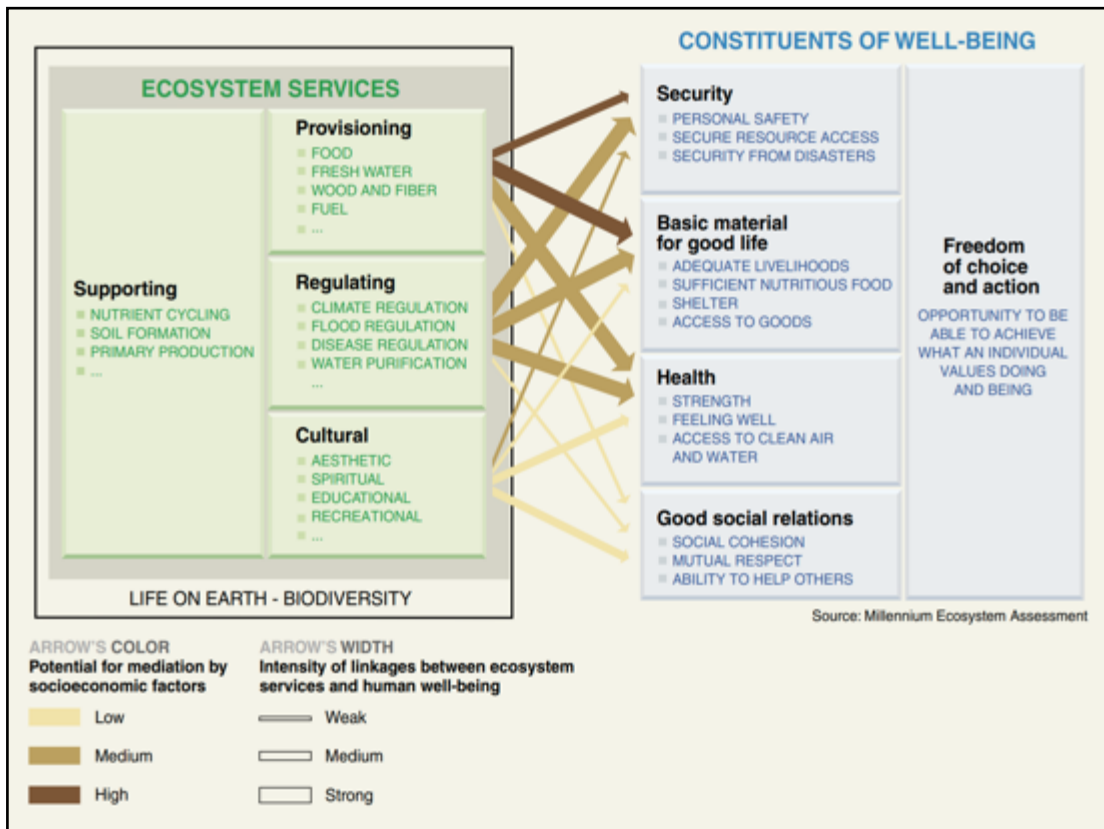 CONSTITUENTS OF WELL-BEING
ECOSYSTEM SERVICES
Supporting
NUTRIENT CYCLING
SOIL FORMATION
PRIMARY PRODUCTION
...
Provisioning
FOOD
FRESH WATER
WOOD AND FIBER
FUEL
...
Regulating
CLIMATE REGULATION
FLOOD REGULATION
DISEASE REGULATION
WATER PURIFICATION
...
Cultural
AESTHETIC
SPIRITUAL
EDUCATIONAL
RECREATIONAL
...
LIFE ON EARTH - BIODIVERSITY
Security
PERSONAL SAFETY
SECURE RESOURCE ACCESS
SECURITY FROM DISASTERS
Basic material
for good life
ADEQUATE LIVELIHOODS
SUFFICIENT NUTRITIOUS FOOD
SHELTER
ACCESS TO GOODS
Health
STRENGTH
FEELING WELL
ACCESS TO CLEAN AIR
AND WATER
Good social relations
SOCIAL COHESION
MUTUAL RESPECT
ABILITY TO HELP OTHERS
Freedom
of choice
and action
OPPORTUNITY TO BE
ABLE TO ACHIEVE
WHAT AN INDIVIDUAL
VALUES DOING
AND BEING
Source: Millennium Ecosystem Assessment
ARROW'S COLOR
Potential for mediation by
socioeconomic factors
Low
Medium
High
ARROW'S WIDTH
Intensity of linkages between ecosystem
services and human well-being
Weak
Medium
Strong